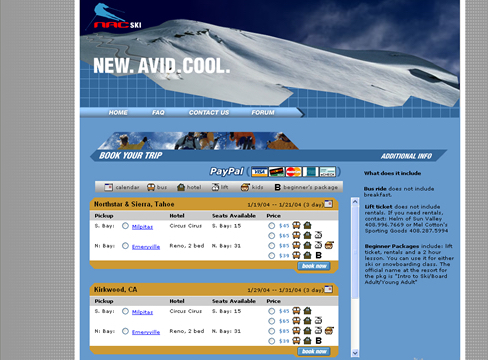 NAC SKI
NEW. AVID.COOL.
HOME FAQ CONTACT US FORUM
BOOK YOUR TRIP
ADDITIONAL INFO
PayPal VISA
calendar bus hotel lift kids B beginner's package
Northstar & Sierra, Tahoe 1/19/04 -- 1/21/04 (3 day)
Pickup Hotel Seats Available Price
S. Bay: Milpitas Circus Cirus S. Bay: 15 $45
$65
N: Bay: Emeryville Reno, 2 bed N. Bay: 31 $85
$39 B
book now
Kirkwood, CA 1/29/04 -- 1/31/04 (3 day)
Pickup Hotel Seats Available Price
S. Bay: Milpitas Circus Cirus S. Bay: 15 $45
$65
N: Bay: Emeryville Reno, 2 bed N. Bay: 31 $85
$39 B
book now
What does it include
Bus ride does not include
breakfast.
Lift ticket does not include
rentals. If you need rentals,
contact: Helm of Sun Valley
408.996.7669 or Mel Cotton's
Sporting Goods 408.287.5994
Beginner Packages include: lift
ticket, rentals and a 2 hour
lesson. You can use it for either
ski or snowboarding class. The
official name at the resort for
the pkg is "Intro to Ski/Board
Adult/Young Adult"